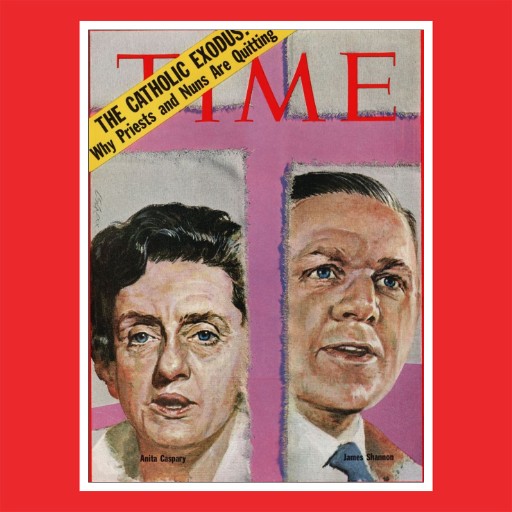 THE CATHOLIC EXODUS:
Why Priests and Nuns Are Quitting
TIME
Anita Caspary
James Shannon